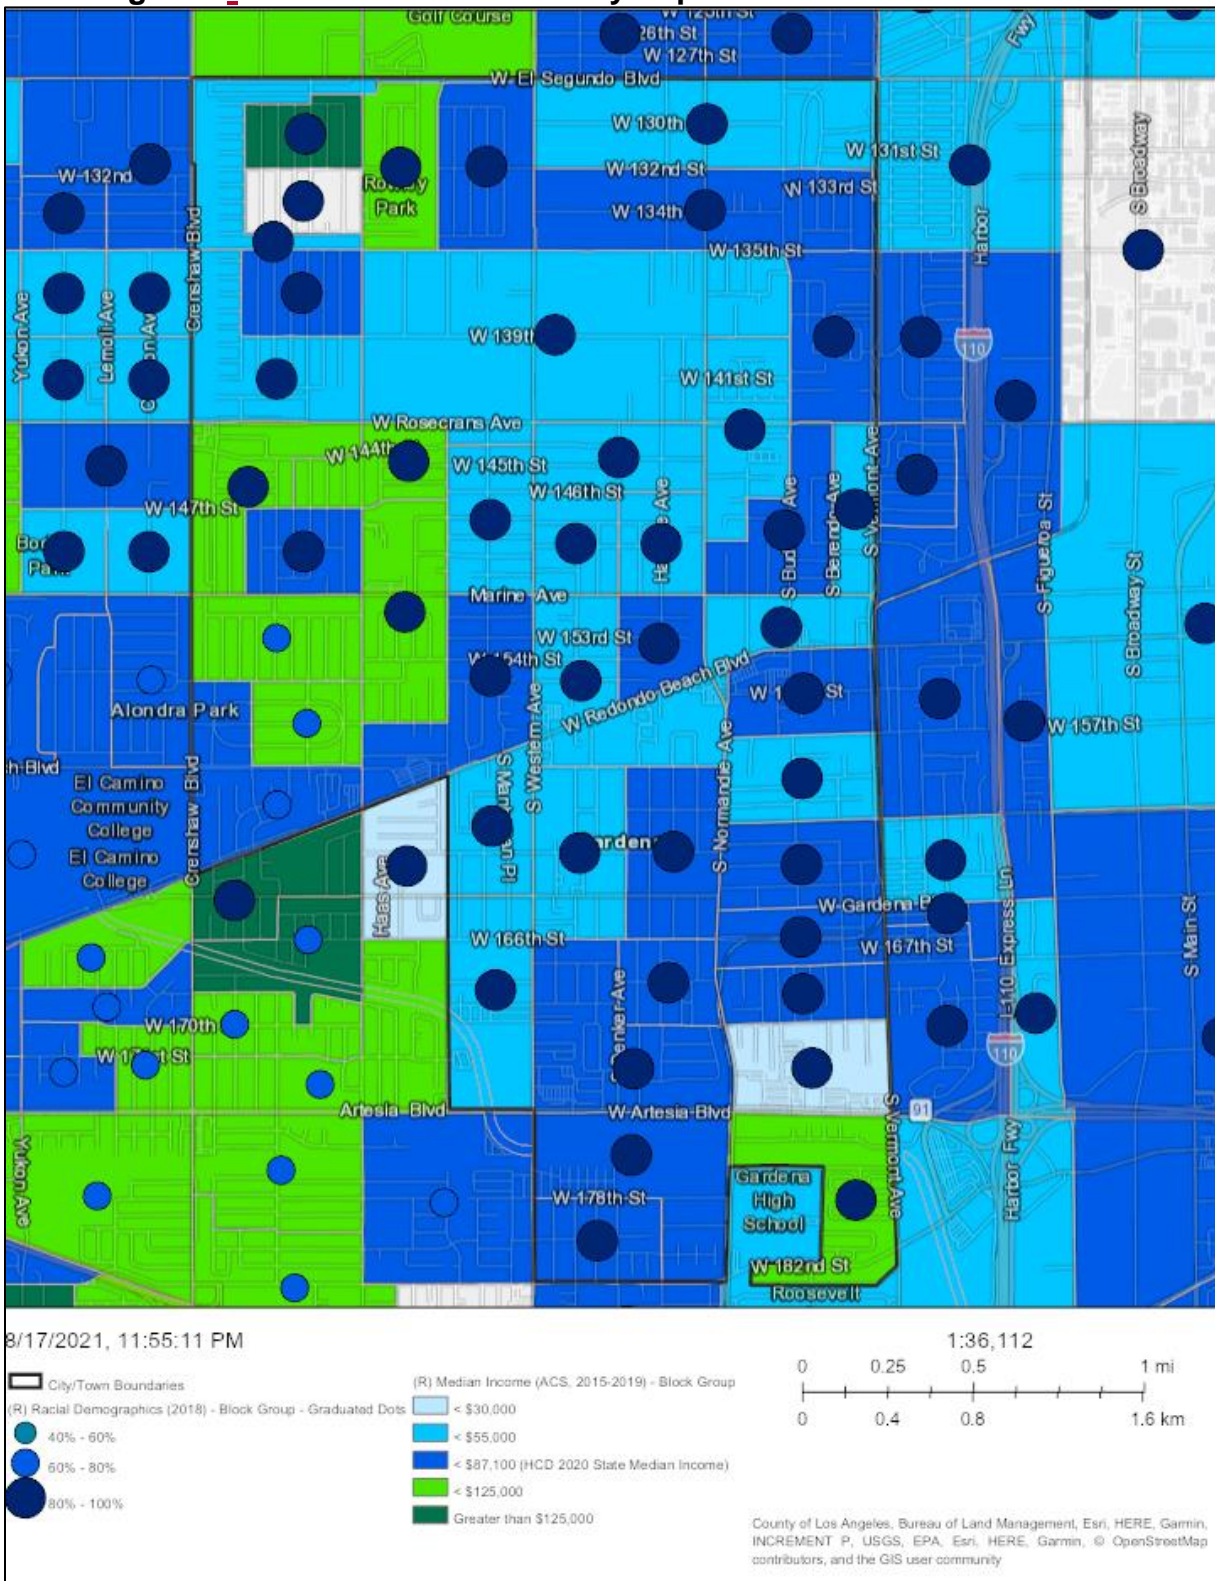 Golf Course
26th St
W 127th St
W El Segundo Blvd
W 130th
W 131st St
W 132nd
W 132nd St
W 133rd St
Park
W 134th
W 135th St
S Broadway
Harbor
Fwy
Crenshaw Blvd
Yukon Ave
Lemoli Ave
W 139th
110
W 141st St
W Rosecrans Ave
W 144th
W 145th St
W 146th St
W 147th St
S Vermont Ave
S Berendo Ave
S Figueroa St
S Broadway St
Marine Ave
W 153rd St
W 154th St
W Redondo Beach Blvd
Alondra Park
W 157th St
El Camino
Community
College
El Camino
College
Crenshaw Blvd
S Western Ave
S Normandie Ave
Haas Ave
W 166th St
W 167th St
I-110 Express Ln
S Main St
W 170th
110
Artesia Blvd
W Artesia Blvd
91
Yukon Ave
S Vermont Ave
Harbor Fwy
W 178th St
Gardena
High
School
W 182nd St
Roosevelt
8/17/2021, 11:55:11 PM
City/Town Boundaries
(R) Racial Demographics (2018) - Block Group - Graduated Dots
40% - 60%
60% - 80%
80% - 100%
(R) Median Income (ACS, 2015-2019) - Block Group
< $30,000
< $55,000
< $87,100 (HCD 2020 State Median Income)
< $125,000
Greater than $125,000
1:36,112
0 0.25 0.5 1 mi
0 0.4 0.8 1.6 km
County of Los Angeles, Bureau of Land Management, Esri, HERE, Garmin,
INCREMENT P, USGS, EPA, Esri, HERE, Garmin, © OpenStreetMap
contributors, and the GIS user community